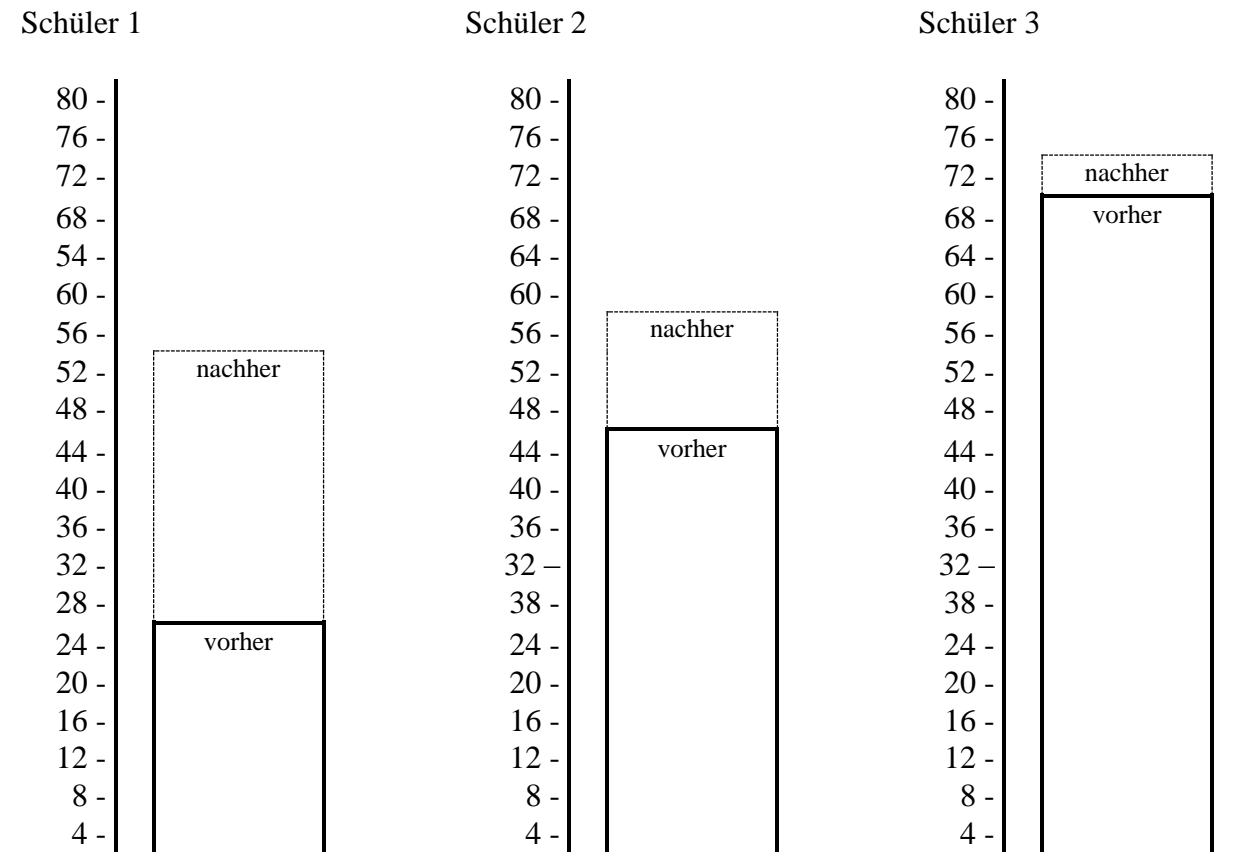 Schüler 1 Schüler 2 Schüler 3
80 - 80 - 80 -
76 - 76 - 76 -
72 - 72 - 72 - nachher
68 - 68 - 68 - vorher
54 - 64 - 64 -
60 - 60 - 60 -
56 - 56 - nachher 56 -
52 - nachher 52 - 52 -
48 - 48 - 48 -
44 - 44 - vorher 44 -
40 - 40 - 40 -
36 - 36 - 36 -
32 - 32 – 32 –
28 - 38 - 38 -
24 - vorher 24 - 24 -
20 - 20 - 20 -
16 - 16 - 16 -
12 - 12 - 12 -
8 - 8 - 8 -
4 - 4 - 4 -